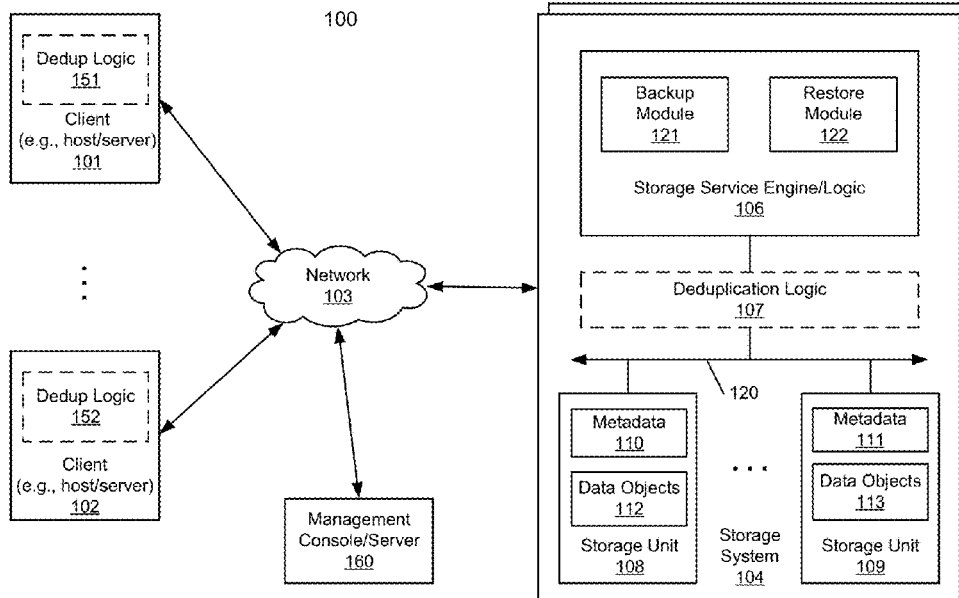 100
Dedup Logic
151
Client
(e.g., host/server)
101
Dedup Logic
152
Client
(e.g., host/server)
102
Network
103
Management
Console/Server
160
Backup
Module
121
Restore
Module
122
Storage Service Engine/Logic
106
Deduplication Logic
107
120
Metadata
110
Data Objects
112
Storage Unit
108
Storage
System
104
Metadata
111
Data Objects
113
Storage Unit
109